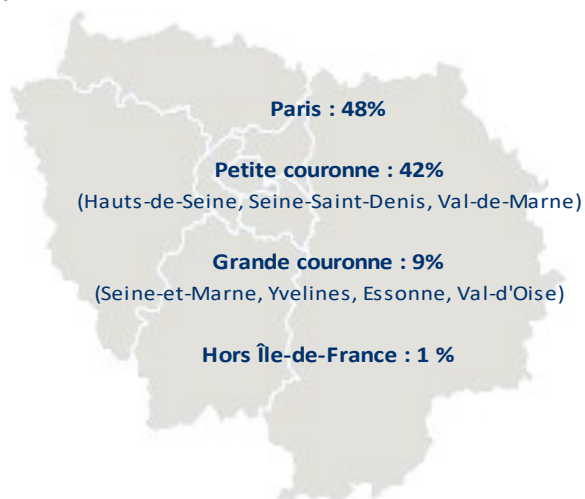 Paris : 48%
Petite couronne : 42%
(Hauts-de-Seine, Seine-Saint-Denis, Val-de-Marne)
Grande couronne : 9%
(Seine-et-Marne, Yvelines, Essonne, Val-d'Oise)
Hors Île-de-France : 1 %